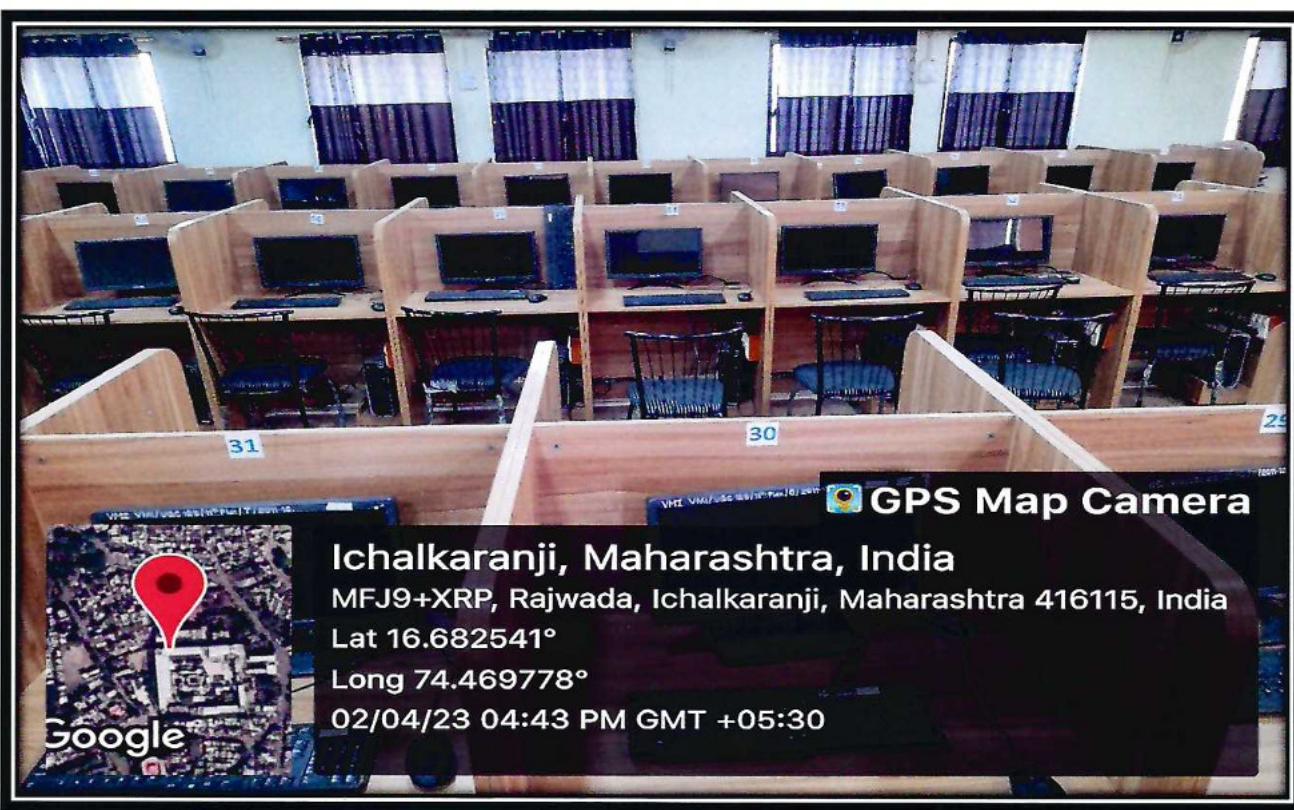 31
30
29
GPS Map Camera
Ichalkaranji, Maharashtra, India
MFJ9+XRP, Rajwada, Ichalkaranji, Maharashtra 416115, India
Lat 16.682541°
Long 74.469778°
02/04/23 04:43 PM GMT +05:30
Google